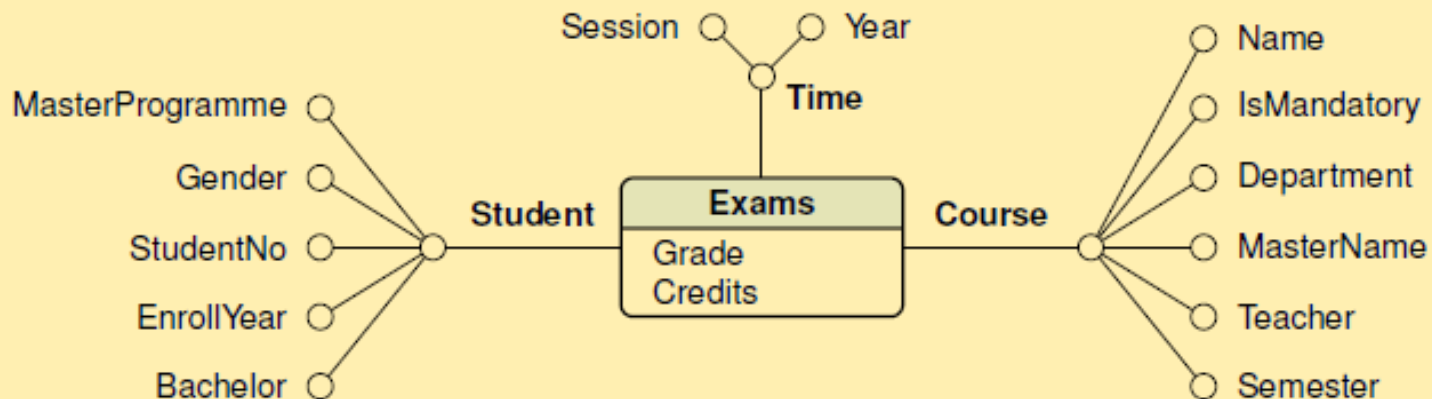 Session
Year
Time
MasterProgramme
Gender
StudentNo
EnrollYear
Bachelor
Student
Exams
Grade
Credits
Course
Name
IsMandatory
Department
MasterName
Teacher
Semester